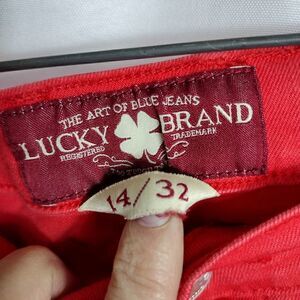 THE ART OF BLUE JEANS
LUCKY BRAND
REGISTERED TRADEMARK
14/32